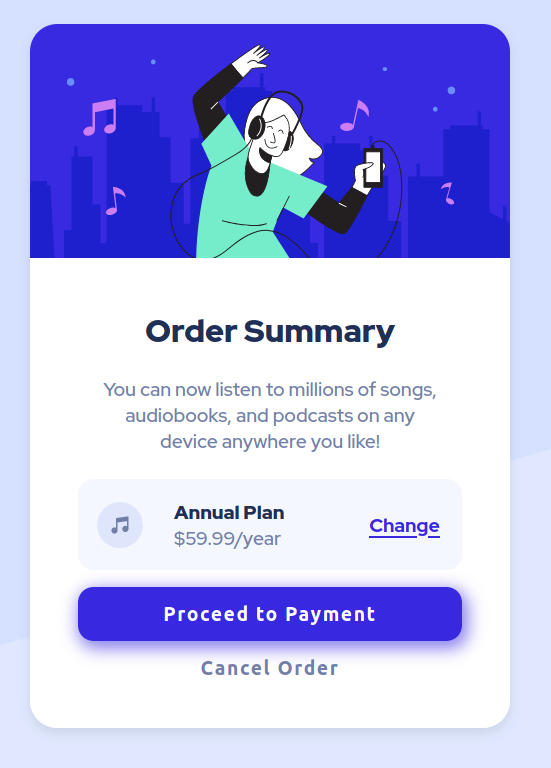 Order Summary
You can now listen to millions of songs,
audiobooks, and podcasts on any
device anywhere you like!
Annual Plan
$59.99/year
Change
Proceed to Payment
Cancel Order